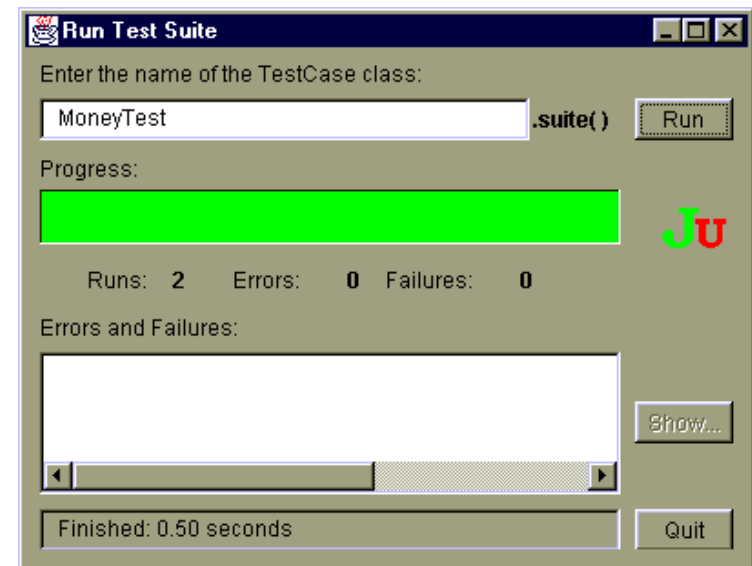 Run Test Suite
Enter the name of the TestCase class:
MoneyTest .suite( ) Run
Progress:
JU
Runs: 2 Errors: 0 Failures: 0
Errors and Failures:
Show...
Finished: 0.50 seconds Quit